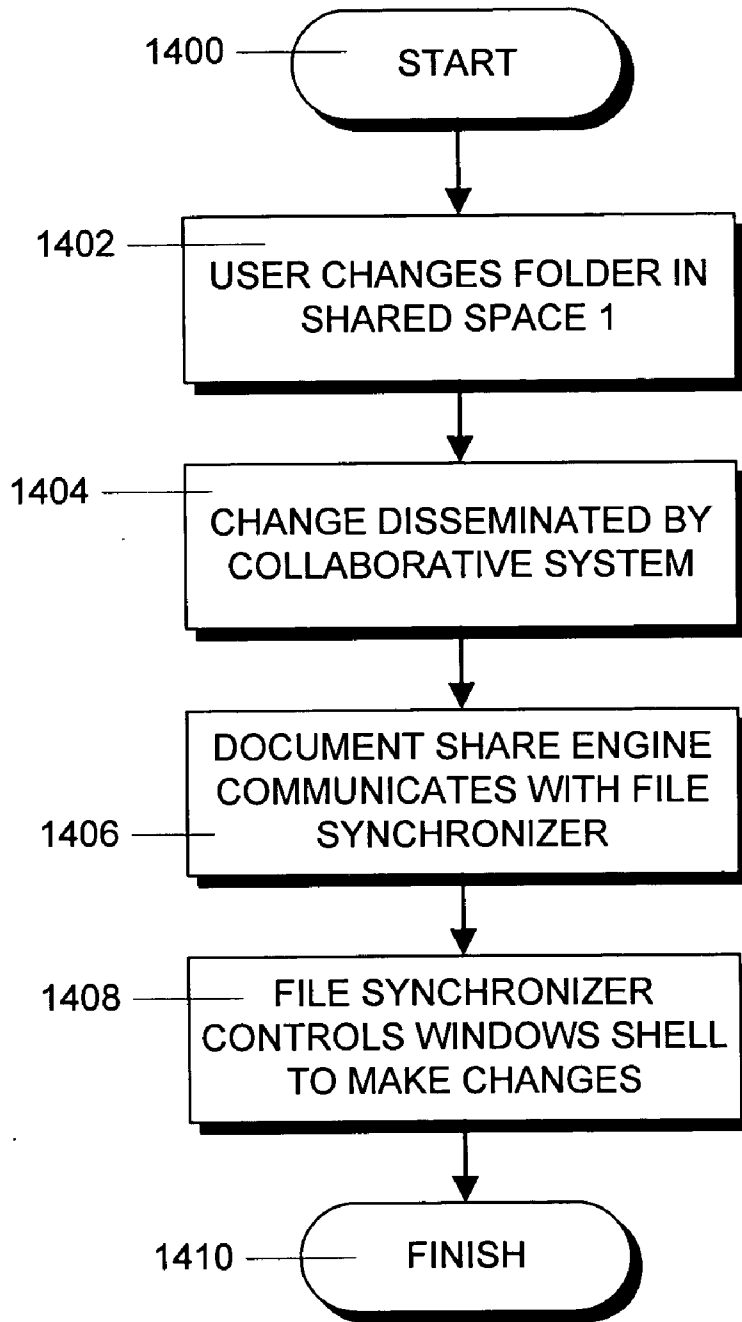 1400
START
1402
USER CHANGES FOLDER IN
SHARED SPACE 1
1404
CHANGE DISSEMINATED BY
COLLABORATIVE SYSTEM
DOCUMENT SHARE ENGINE
COMMUNICATES WITH FILE
SYNCHRONIZER
1406
1408
FILE SYNCHRONIZER
CONTROLS WINDOWS SHELL
TO MAKE CHANGES
1410
FINISH